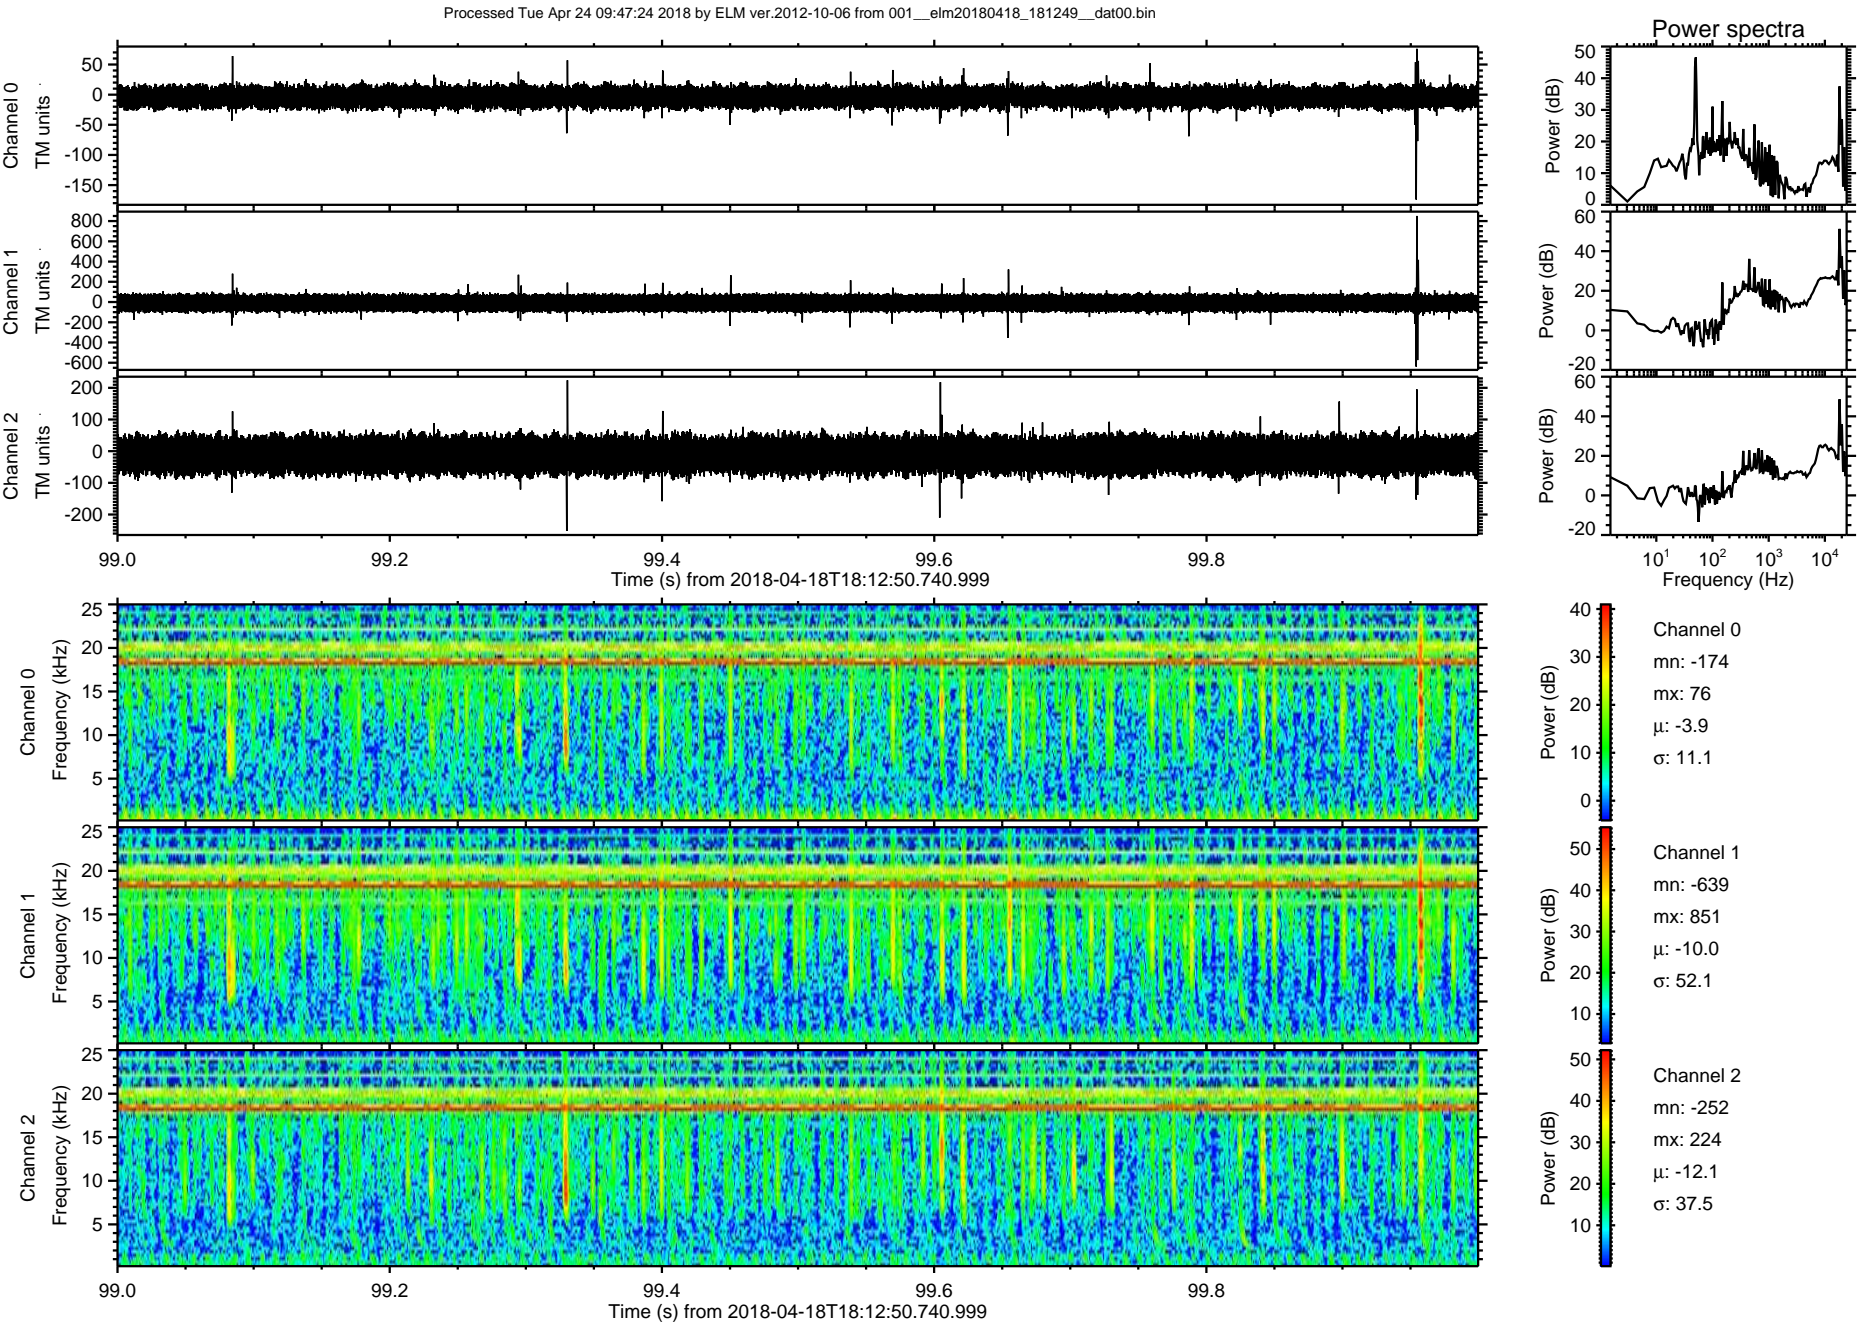 Processed Tue Apr 24 09:47:24 2018 by ELM ver.2012-10-06 from 001__elm20180418_181249__dat00.bin
Power spectra
Channel 0
TM units
50
0
-50
-100
-150
Power (dB)
50
40
30
20
10
0
Channel 1
TM units
800
600
400
200
0
-200
-400
-600
Power (dB)
60
40
20
0
-20
Channel 2
TM units
200
100
0
-100
-200
Power (dB)
60
40
20
0
-20
99.0 99.2 99.4 99.6 99.8
Time (s) from 2018-04-18T18:12:50.740.999
10¹ 10² 10³ 10⁴
Frequency (Hz)
Channel 0
Frequency (kHz)
25
20
15
10
5
Power (dB)
40
30
20
10
0
Channel 0
mn: -174
mx: 76
μ: -3.9
σ: 11.1
Channel 1
Frequency (kHz)
25
20
15
10
5
Power (dB)
50
40
30
20
10
Channel 1
mn: -639
mx: 851
μ: -10.0
σ: 52.1
Channel 2
Frequency (kHz)
25
20
15
10
5
Power (dB)
50
40
30
20
10
Channel 2
mn: -252
mx: 224
μ: -12.1
σ: 37.5
99.0 99.2 99.4 99.6 99.8
Time (s) from 2018-04-18T18:12:50.740.999